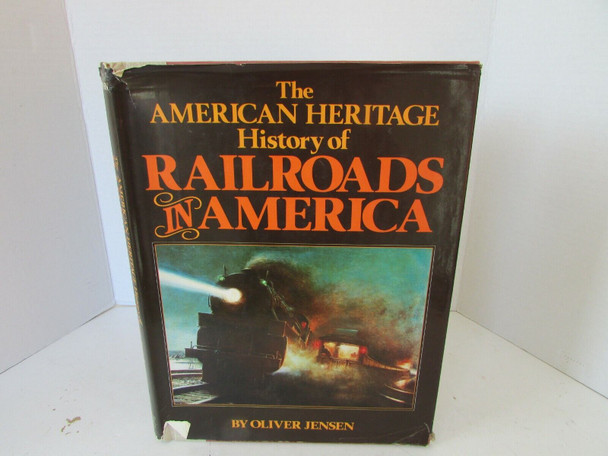 The
AMERICAN HERITAGE
History of
RAILROADS
IN AMERICA
BY OLIVER JENSEN